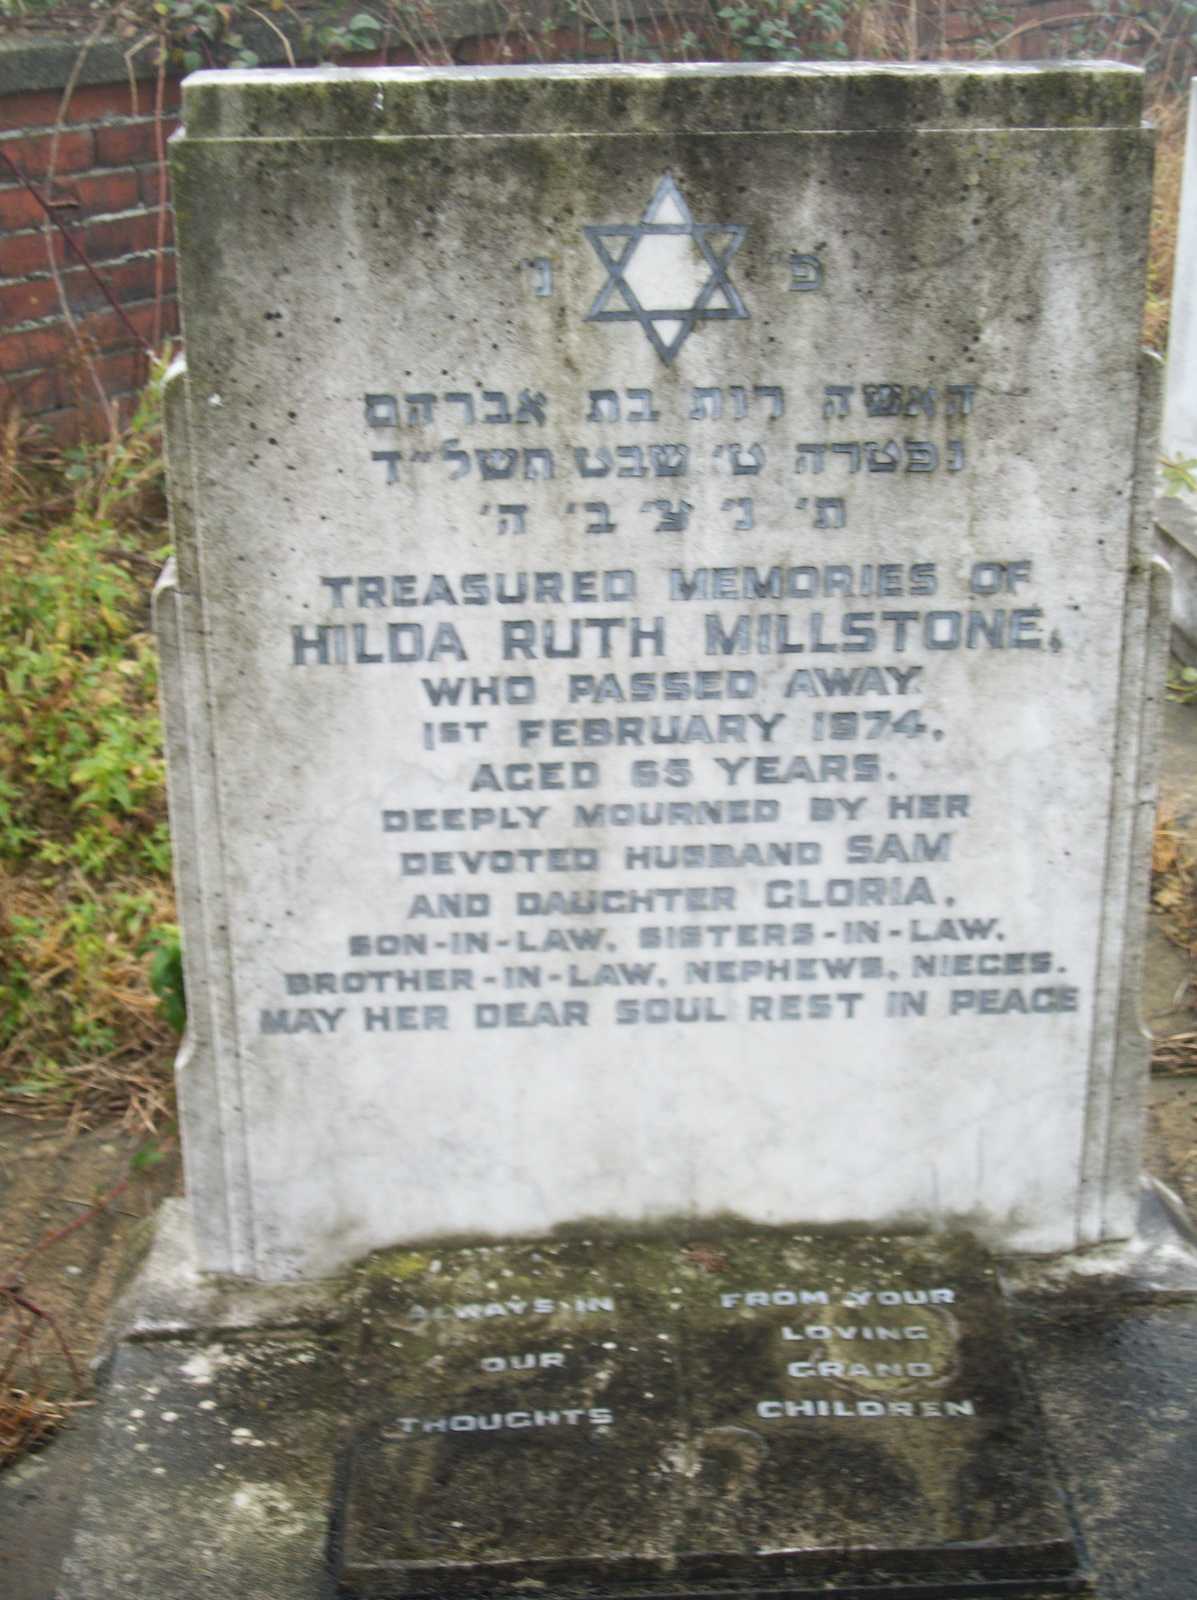 פ׳ נ׳
האשה רות בת אברהם
נפטרה ט׳ שבט תשל״ד
ת׳ נ׳ צ׳ ב׳ ה׳
TREASURED MEMORIES OF
HILDA RUTH MILLSTONE,
WHO PASSED AWAY
1ST FEBRUARY 1974,
AGED 65 YEARS.
DEEPLY MOURNED BY HER
DEVOTED HUSBAND SAM
AND DAUGHTER GLORIA,
SON-IN-LAW, SISTERS-IN-LAW,
BROTHER-IN-LAW, NEPHEWS, NIECES.
MAY HER DEAR SOUL REST IN PEACE
ALWAYS IN
OUR
THOUGHTS
FROM YOUR
LOVING
GRAND
CHILDREN